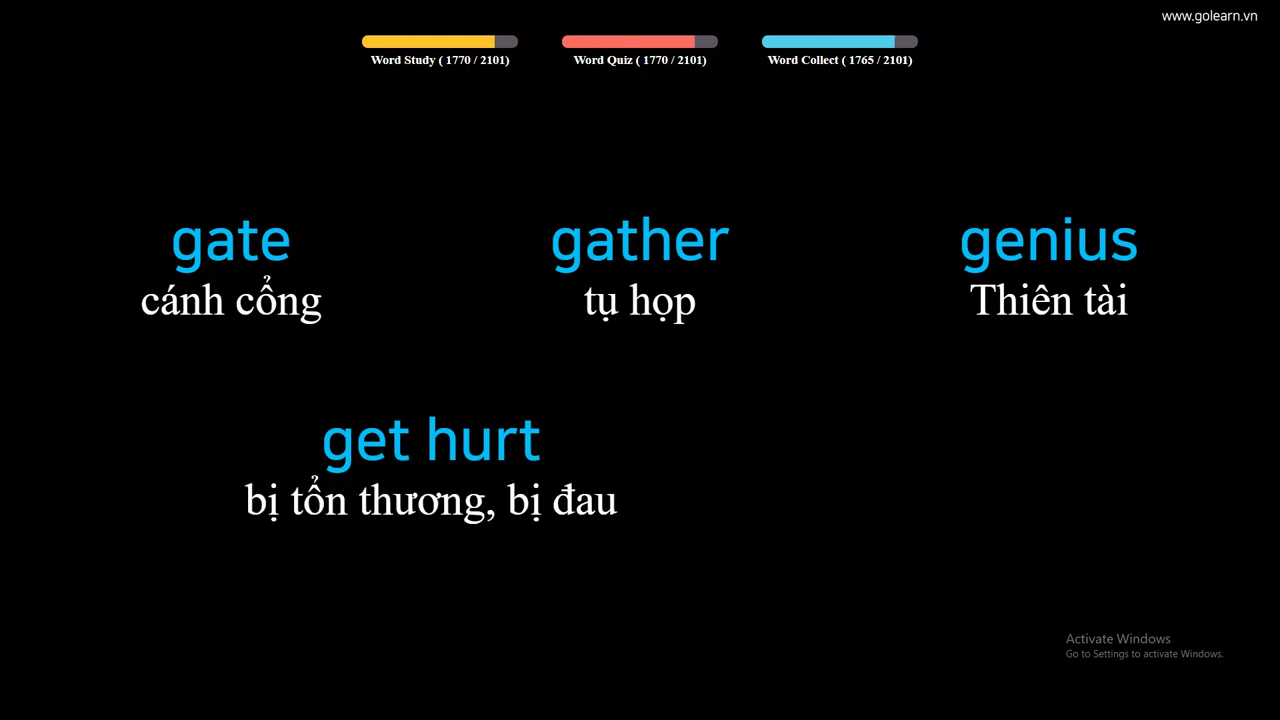 www.golearn.vn
Word Study ( 1770 / 2101) Word Quiz ( 1770 / 2101) Word Collect ( 1765 / 2101)
gate gather genius
cánh cổng tụ họp Thiên tài
get hurt
bị tổn thương, bị đau
Activate Windows
Go to Settings to activate Windows.